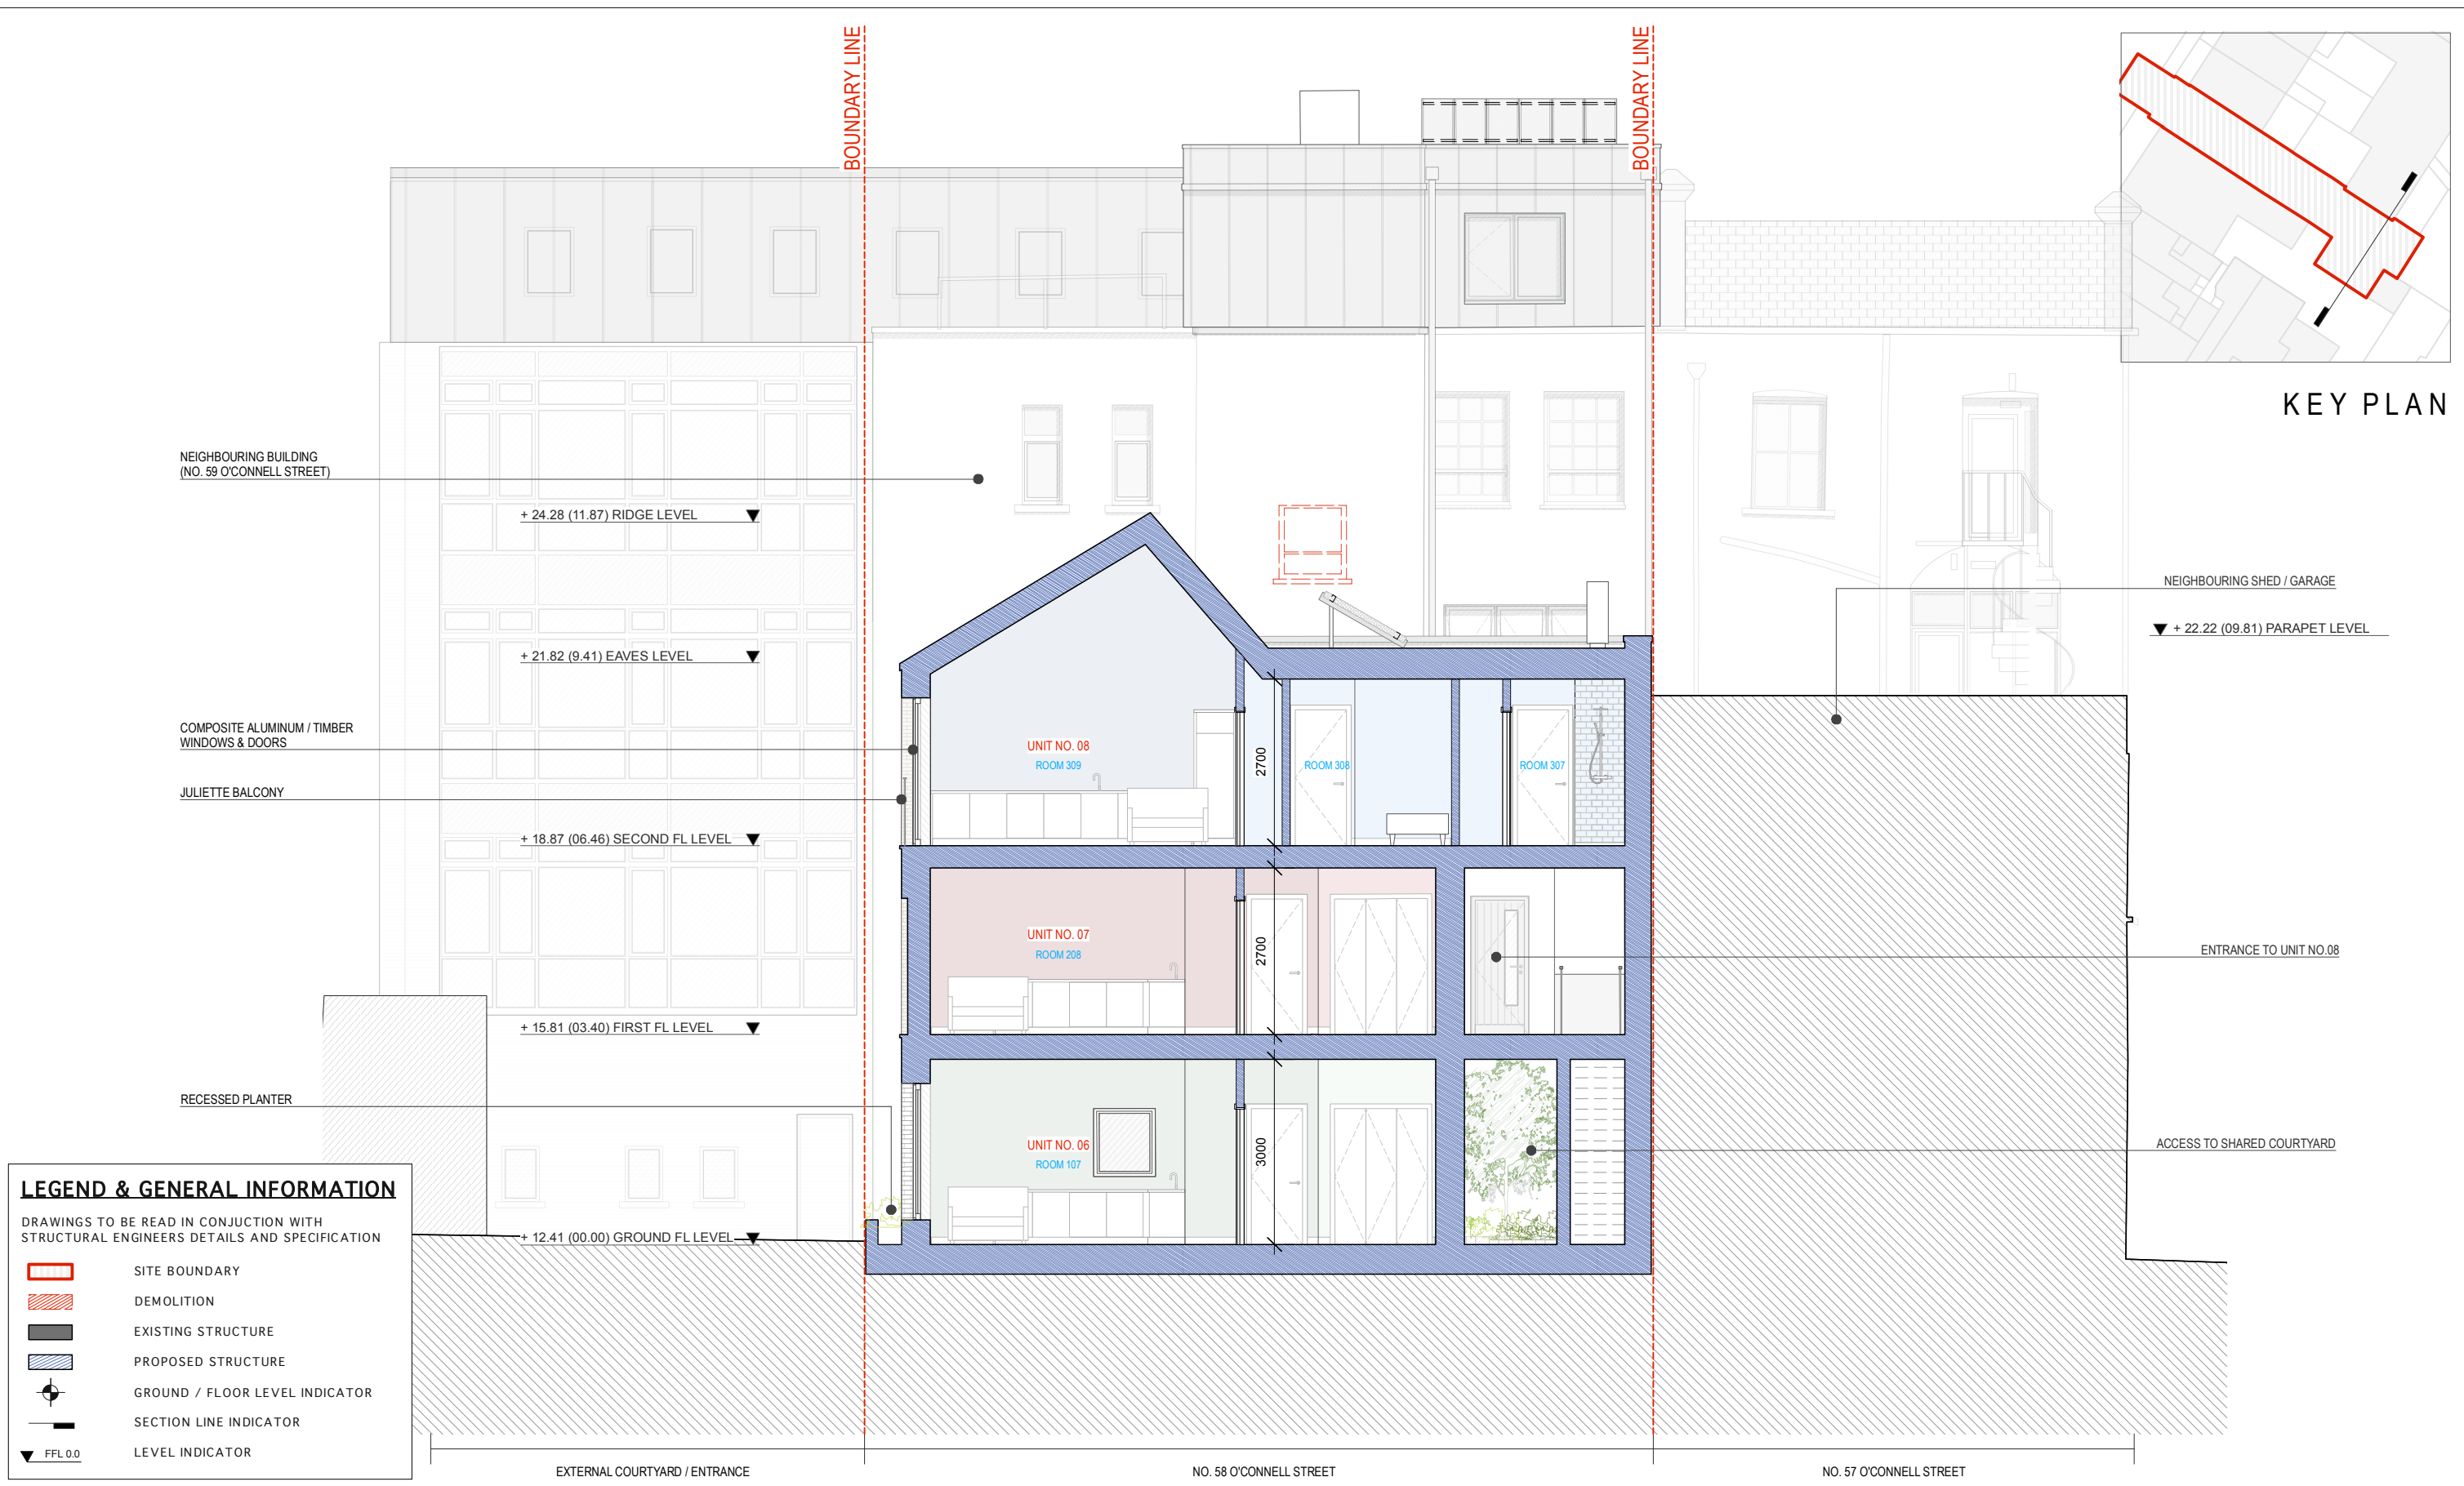 BOUNDARY LINE
BOUNDARY LINE
KEY PLAN
NEIGHBOURING BUILDING
(NO. 59 O'CONNELL STREET)
+ 24.28 (11.87) RIDGE LEVEL
NEIGHBOURING SHED / GARAGE
+ 22.22 (09.81) PARAPET LEVEL
+ 21.82 (9.41) EAVES LEVEL
COMPOSITE ALUMINUM / TIMBER
WINDOWS & DOORS
UNIT NO. 08
ROOM 309
2700
ROOM 308
ROOM 307
JULIETTE BALCONY
+ 18.87 (06.46) SECOND FL LEVEL
UNIT NO. 07
ROOM 208
2700
ENTRANCE TO UNIT NO.08
+ 15.81 (03.40) FIRST FL LEVEL
RECESSED PLANTER
UNIT NO. 06
ROOM 107
3000
ACCESS TO SHARED COURTYARD
+ 12.41 (00.00) GROUND FL LEVEL
LEGEND & GENERAL INFORMATION
DRAWINGS TO BE READ IN CONJUCTION WITH
STRUCTURAL ENGINEERS DETAILS AND SPECIFICATION
SITE BOUNDARY
DEMOLITION
EXISTING STRUCTURE
PROPOSED STRUCTURE
GROUND / FLOOR LEVEL INDICATOR
SECTION LINE INDICATOR
FFL 0.0 LEVEL INDICATOR
EXTERNAL COURTYARD / ENTRANCE
NO. 58 O'CONNELL STREET
NO. 57 O'CONNELL STREET